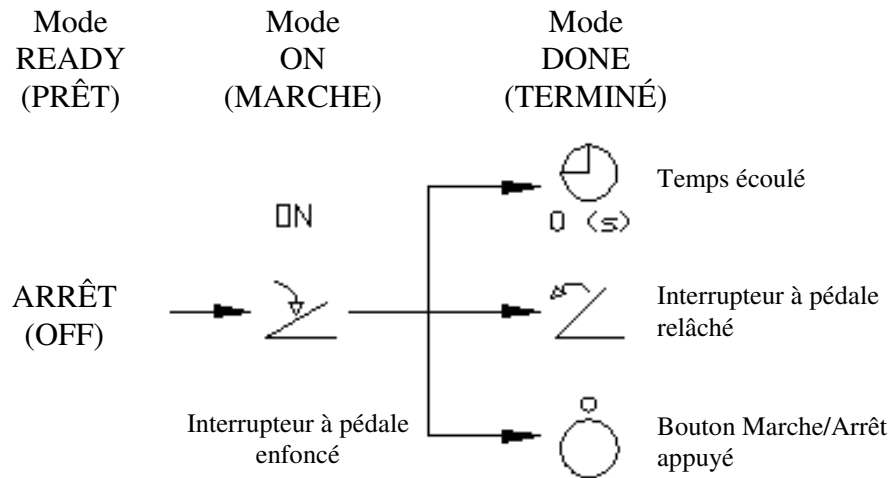 Mode
READY
(PRÊT)
Mode
ON
(MARCHE)
Mode
DONE
(TERMINÉ)
Temps écoulé
ON
0 (s)
ARRÊT
(OFF)
Interrupteur à pédale
relâché
Interrupteur à pédale
enfoncé
Bouton Marche/Arrêt
appuyé